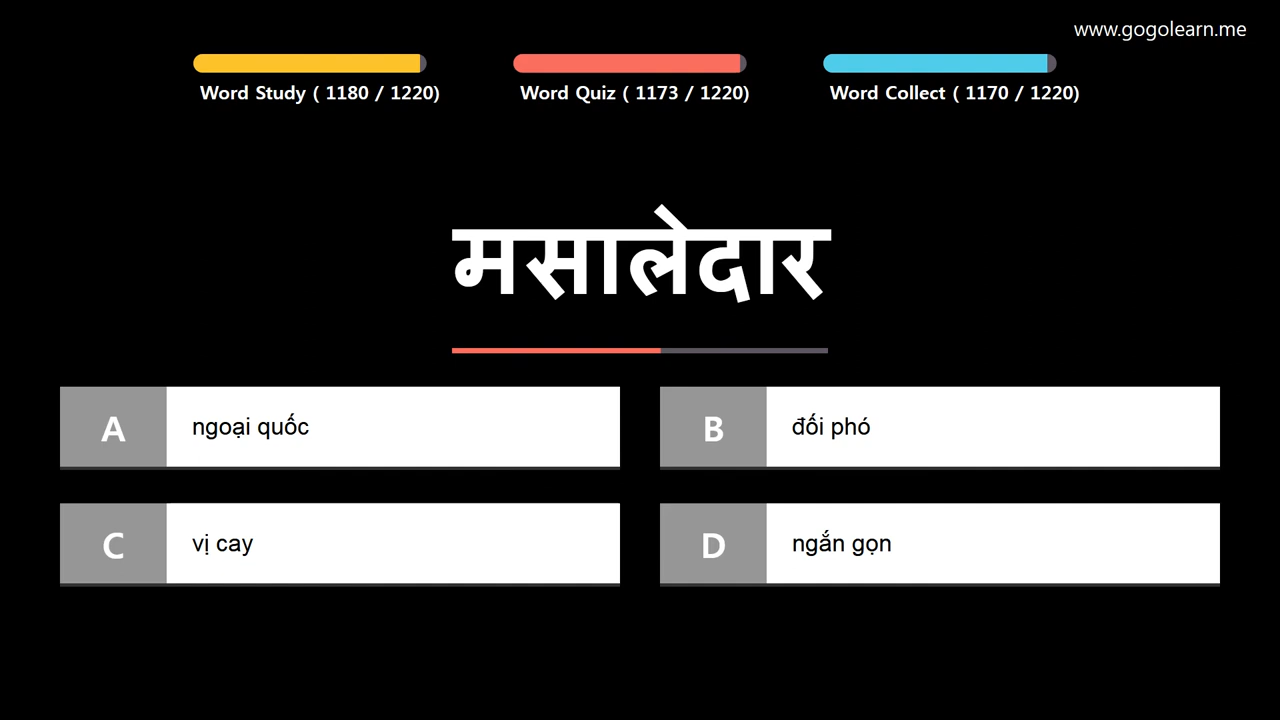 www.gogolearn.me
Word Study ( 1180 / 1220)
Word Quiz ( 1173 / 1220)
Word Collect ( 1170 / 1220)
मसालेदार
A ngoại quốc
B đối phó
C vị cay
D ngắn gọn